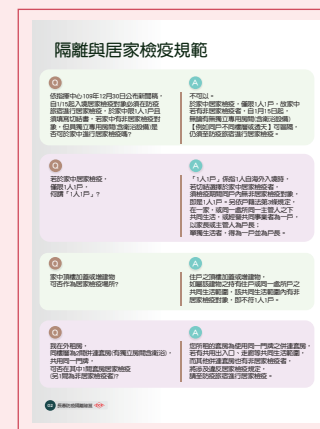 隔離與居家檢疫規範
Q
依指揮中心109年12月30日公布新聞稿，
自1/15起入境居家檢疫對象必須在防疫
旅宿進行居家檢疫，於家中限1人1戶且
須填寫切結書，若家中有非居家檢疫對
象，但具獨立專用房間(含衛浴設備)是
否可於家中進行居家檢疫嗎？
A
不可以。
於家中居家檢疫，僅限1人1戶，故家中
若有非居家檢疫者，自1月15日起，
無論有無獨立專用房間(含衛浴設備)
【例如同戶不同樓層或透天】可區隔，
仍須至防疫旅宿進行居家檢疫。
Q
若於家中居家檢疫，
僅限1人1戶，
何謂「1人1戶」？
A
「1人1戶」係指1人自海外入境時，
若切結選擇於家中居家檢疫者，
須檢疫期間同戶內無非居家檢疫對象，
即是1人1戶。另依戶籍法第3條規定，
在一家，或同一處所同一主管人之下
共同生活，或經營共同事業者為一戶，
以家長或主管人為戶長；
單獨生活者，得為一戶並為戶長。
Q
家中頂樓加蓋或增建物
可否作為居家檢疫場所?
A
住戶之頂樓加蓋或增建物，
如屬該建物之持有住戶或同一處所戶之
共同生活範圍，該共同生活範圍內有非
居家檢疫對象，即不符1人1戶。
Q
我在外租房，
同樓層為2間併連套房(有獨立房間含衛浴)，
共用同一門牌，
可否在其中1間套房居家檢疫
(另1間為非居家檢疫者)?
A
您所租的套房為使用同一門牌之併連套房，
若有共用出入口、走廊等共同生活範圍，
而其他併連套房也有非居家檢疫者，
將涉及違反居家檢疫規定，
請至防疫旅宿進行居家檢疫。